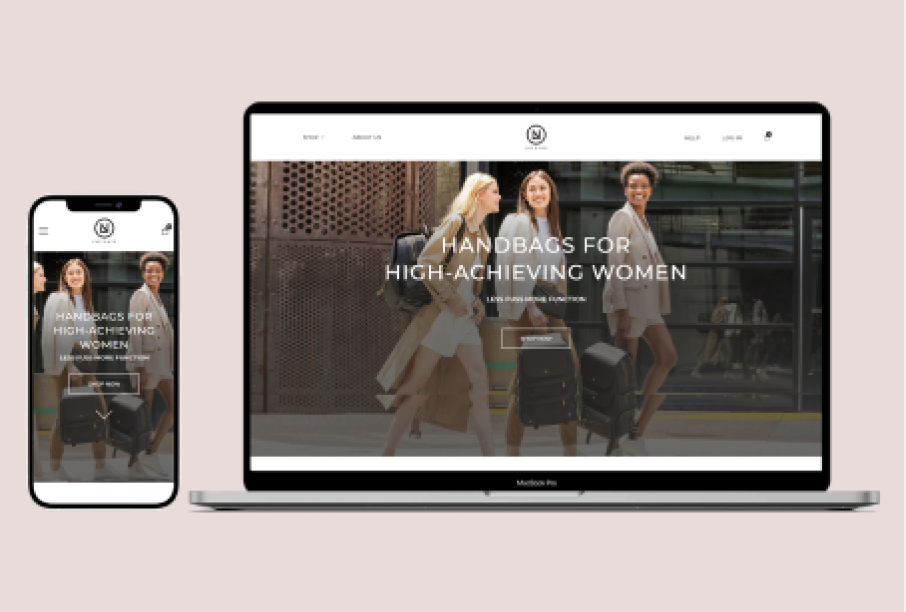 HANDBAGS FOR
HIGH-ACHIEVING
WOMEN
LESS FUSS MORE FUNCTION
SHOP NOW
SHOP
ABOUT US
HELP
LOG IN
HANDBAGS FOR
HIGH-ACHIEVING WOMEN
LESS FUSS MORE FUNCTION
SHOP NOW
MacBook Pro